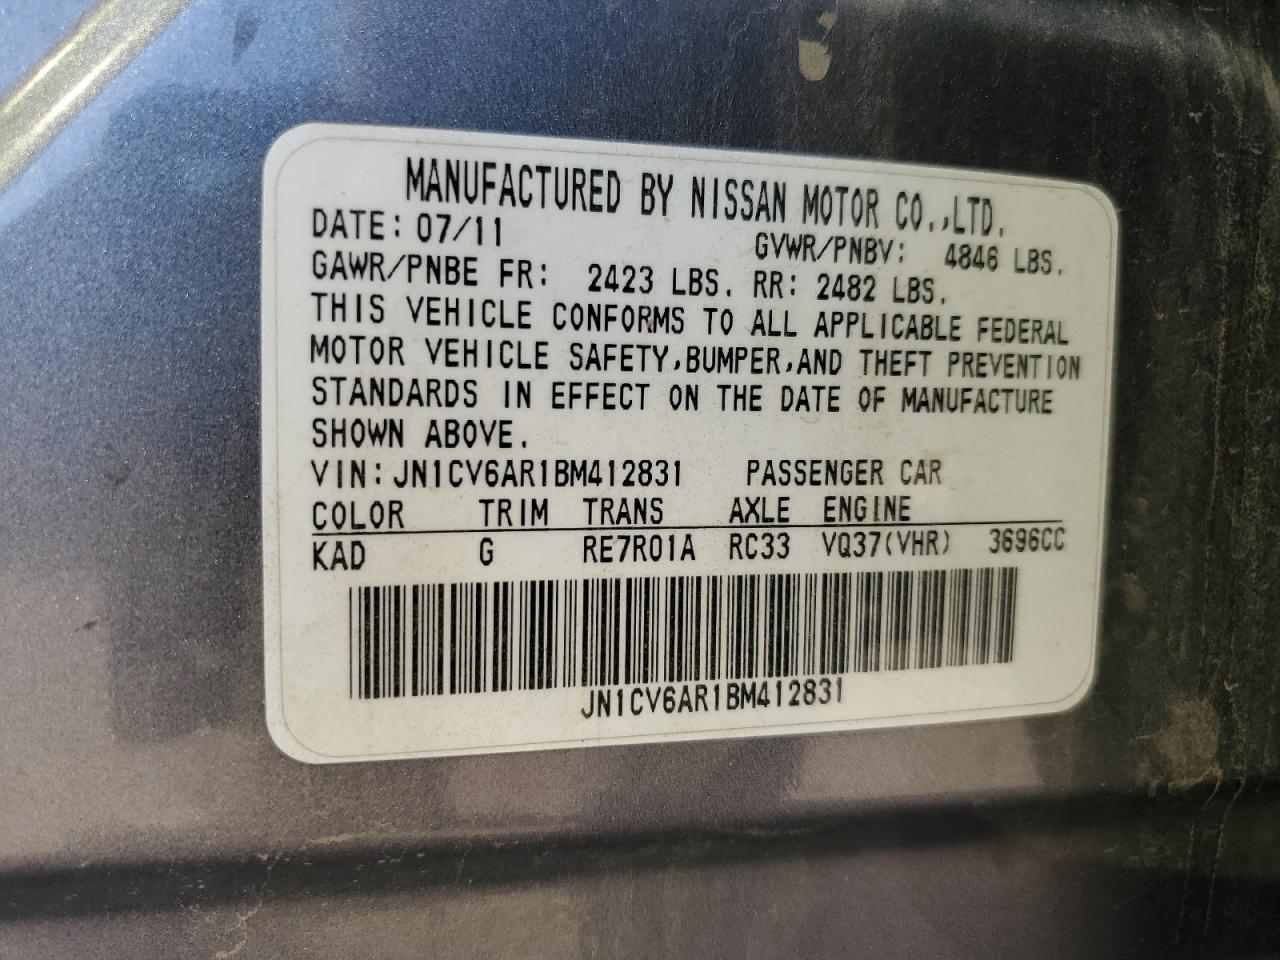 MANUFACTURED BY NISSAN MOTOR CO.,LTD.
DATE: 07/11 GVWR/PNBV: 4846 LBS.
GAWR/PNBE FR: 2423 LBS. RR: 2482 LBS.
THIS VEHICLE CONFORMS TO ALL APPLICABLE FEDERAL
MOTOR VEHICLE SAFETY,BUMPER,AND THEFT PREVENTION
STANDARDS IN EFFECT ON THE DATE OF MANUFACTURE
SHOWN ABOVE.
VIN:JN1CV6AR1BM412831 PASSENGER CAR
COLOR TRIM TRANS AXLE ENGINE
KAD G RE7R01A RC33 VQ37(VHR) 3696CC
JN1CV6AR1BM412831